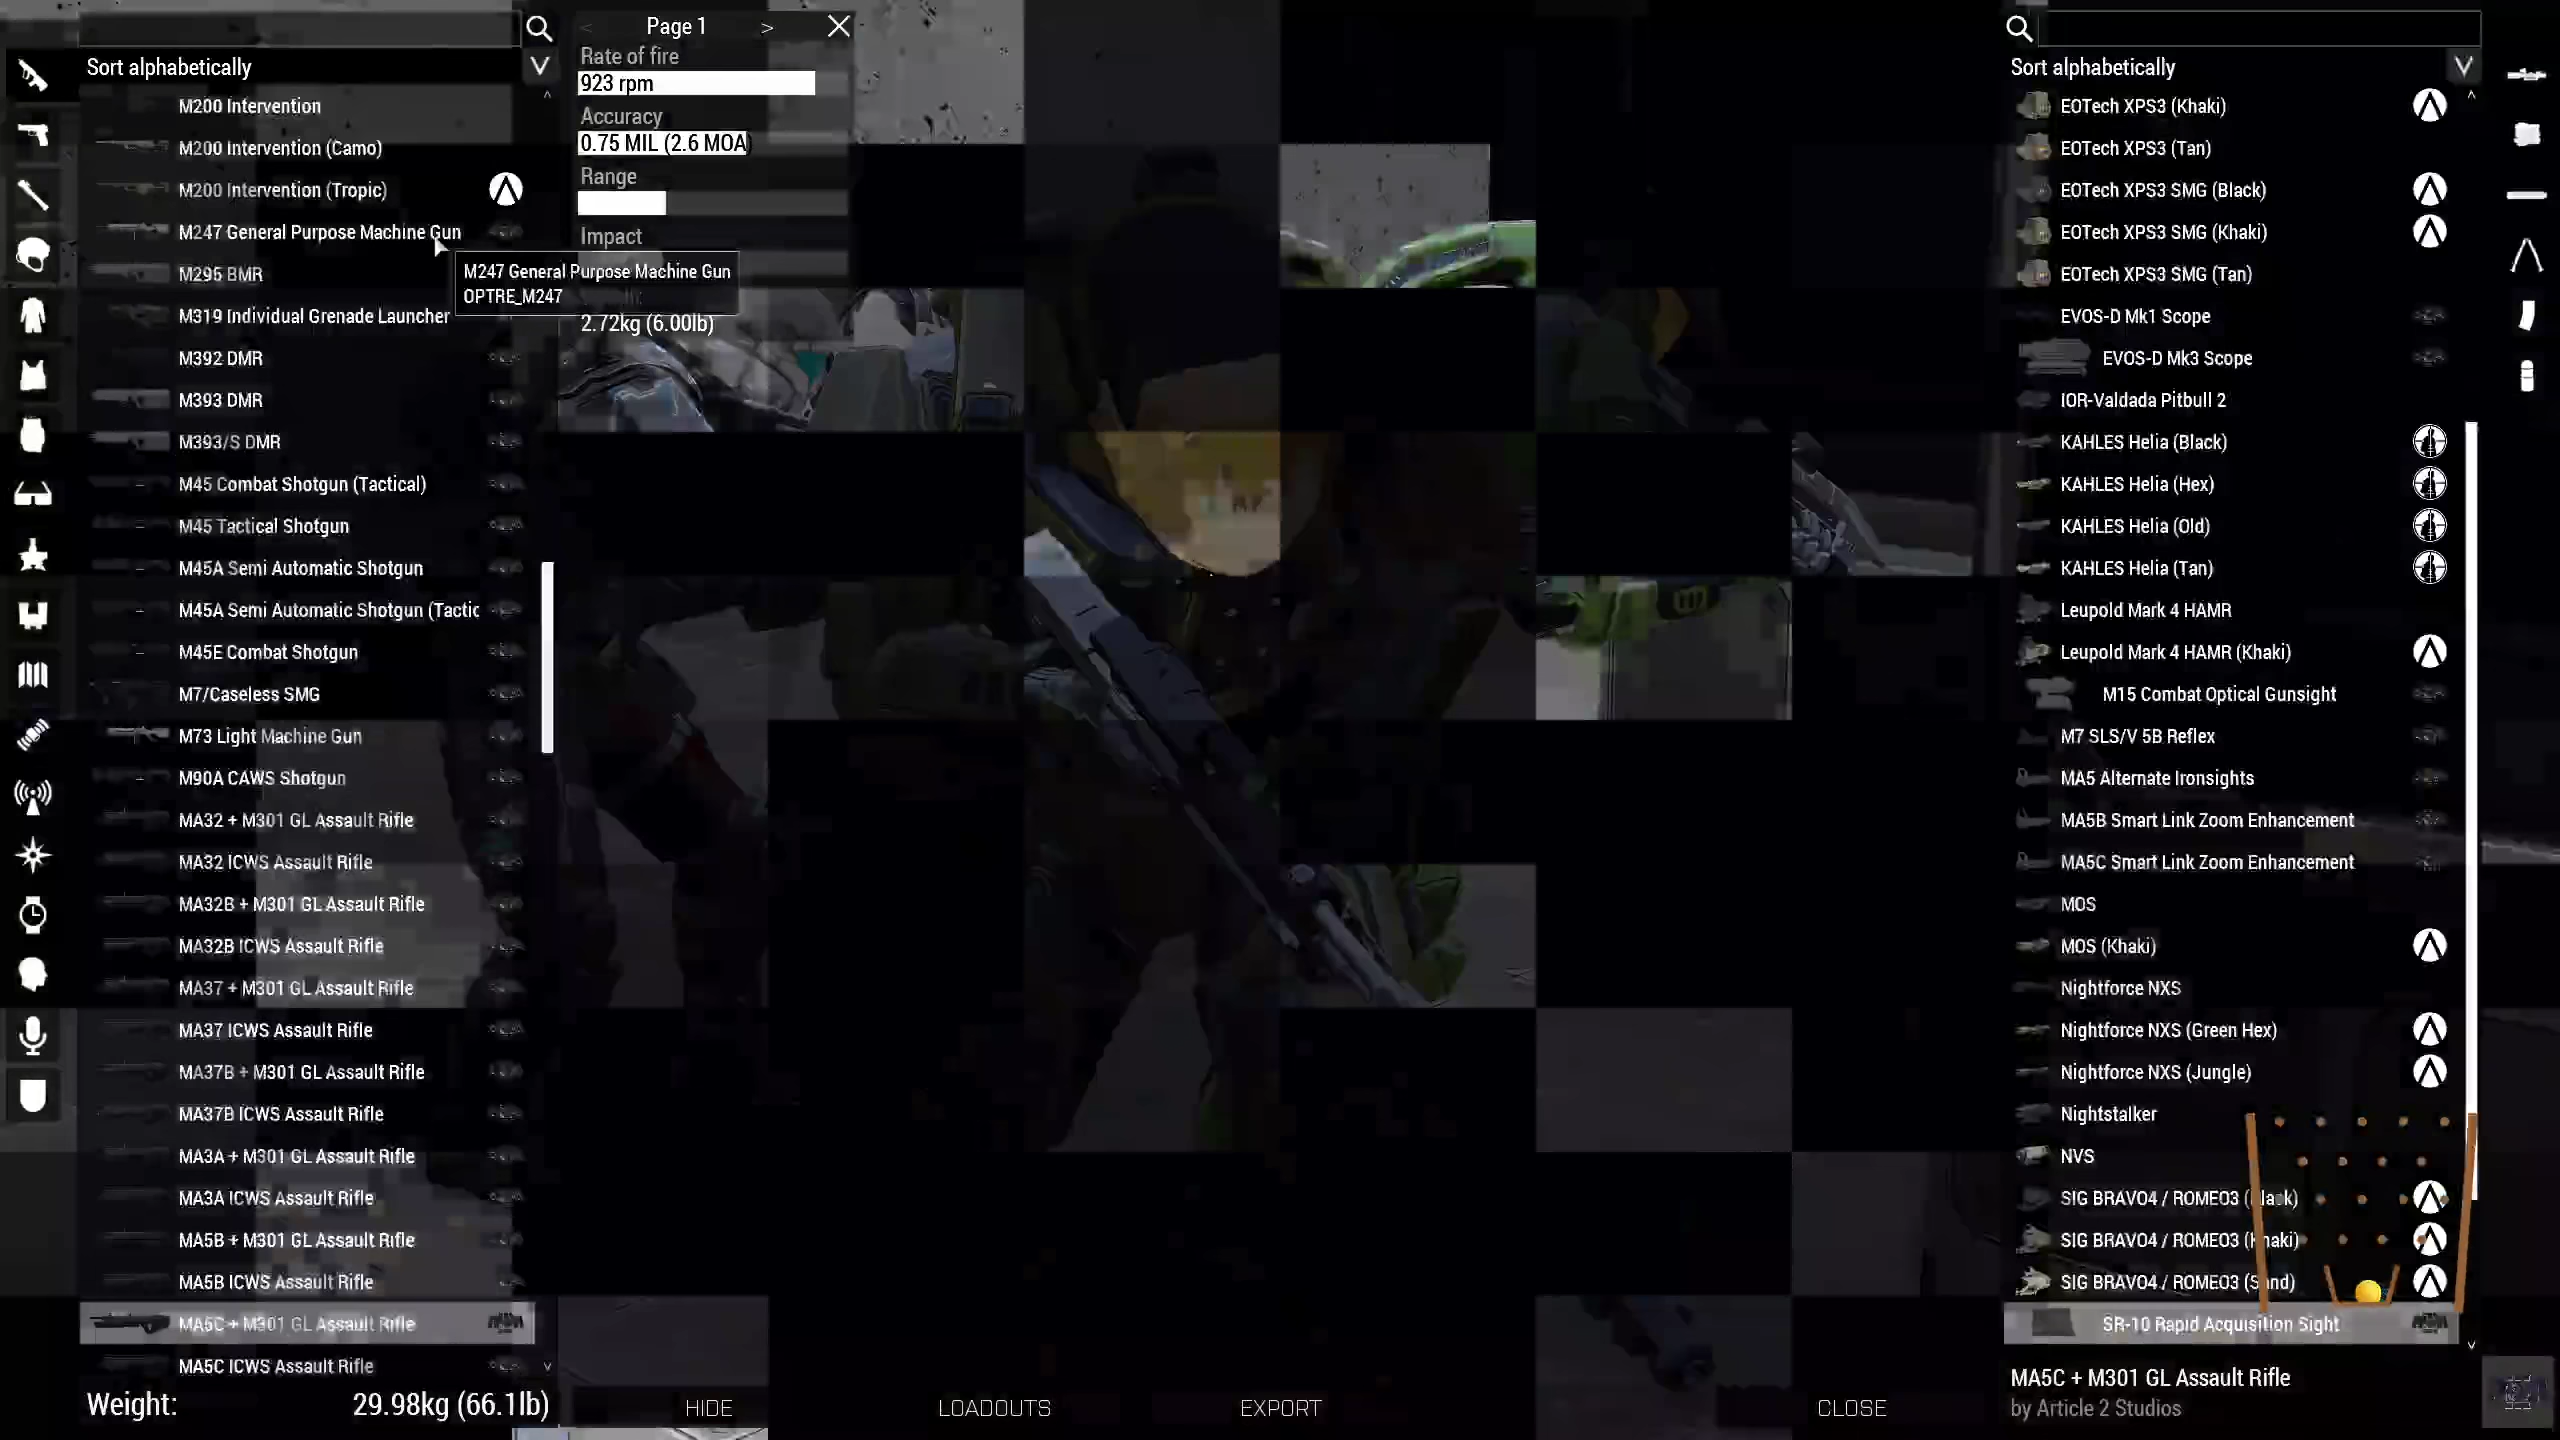 Sort alphabetically
M200 Intervention
M200 Intervention (Camo)
M200 Intervention (Tropic)
M247 General Purpose Machine Gun
M295 BMR
M319 Individual Grenade Launcher
M392 DMR
M393 DMR
M393/S DMR
M45 Combat Shotgun (Tactical)
M45 Tactical Shotgun
M45A Semi Automatic Shotgun
M45A Semi Automatic Shotgun (Tactic
M45E Combat Shotgun
M7/Caseless SMG
M73 Light Machine Gun
M90A CAWS Shotgun
MA32 + M301 GL Assault Rifle
MA32 ICWS Assault Rifle
MA32B + M301 GL Assault Rifle
MA32B ICWS Assault Rifle
MA37 + M301 GL Assault Rifle
MA37 ICWS Assault Rifle
MA37B + M301 GL Assault Rifle
MA37B ICWS Assault Rifle
MA3A + M301 GL Assault Rifle
MA3A ICWS Assault Rifle
MA5B + M301 GL Assault Rifle
MA5B ICWS Assault Rifle
MA5C + M301 GL Assault Rifle
MA5C ICWS Assault Rifle
Weight: 29.98kg (66.1lb)
< Page 1 >
Rate of fire
923 rpm
Accuracy
0.75 MIL (2.6 MOA)
Range
Impact
M247 General Purpose Machine Gun
OPTRE_M247
2.72kg (6.00lb)
HIDE
LOADOUTS
EXPORT
CLOSE
Sort alphabetically
EOTech XPS3 (Khaki)
EOTech XPS3 (Tan)
EOTech XPS3 SMG (Black)
EOTech XPS3 SMG (Khaki)
EOTech XPS3 SMG (Tan)
EVOS-D Mk1 Scope
EVOS-D Mk3 Scope
IOR-Valdada Pitbull 2
KAHLES Helia (Black)
KAHLES Helia (Hex)
KAHLES Helia (Old)
KAHLES Helia (Tan)
Leupold Mark 4 HAMR
Leupold Mark 4 HAMR (Khaki)
M15 Combat Optical Gunsight
M7 SLS/V 5B Reflex
MA5 Alternate Ironsights
MA5B Smart Link Zoom Enhancement
MA5C Smart Link Zoom Enhancement
MOS
MOS (Khaki)
Nightforce NXS
Nightforce NXS (Green Hex)
Nightforce NXS (Jungle)
Nightstalker
NVS
SIG BRAVO4 / ROMEO3 (Black)
SIG BRAVO4 / ROMEO3 (Khaki)
SIG BRAVO4 / ROMEO3 (Sand)
SR-10 Rapid Acquisition Sight
MA5C + M301 GL Assault Rifle
by Article 2 Studios